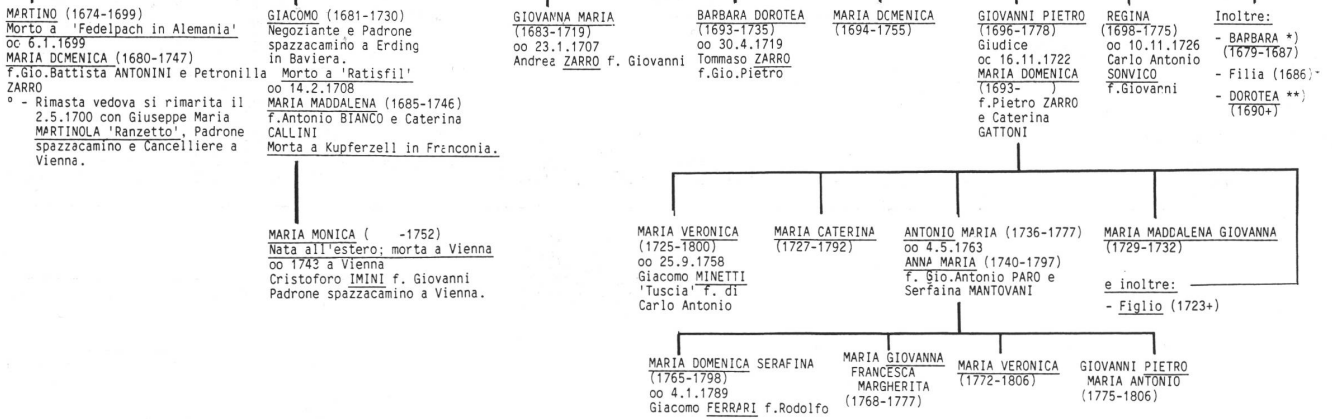 MARTINO (1674-1699)
Morto a 'Fedelpach in Alemania'
oc 6.1.1699
MARIA DCMENICA (1680-1747)
f.Gio.Battista ANTONINI e Petronilla
ZARRO
° - Rimasta vedova si rimarita il
2.5.1700 con Giuseppe Maria
MARTINOLA 'Ranzetto', Padrone
spazzacamino e Cancelliere a
Vienna.
GIACOMO (1681-1730)
Negoziante e Padrone
spazzacamino a Erding
in Baviera.
Morto a 'Ratisfil'
oo 14.2.1708
MARIA MADDALENA (1685-1746)
f.Antonio BIANCO e Caterina
CALLINI
Morta a Kupferzell in Franconia.
GIOVANNA MARIA
(1683-1719)
oo 23.1.1707
Andrea ZARRO f. Giovanni
BARBARA DOROTEA
(1693-1735)
oo 30.4.1719
Tommaso ZARRO
f.Gio.Pietro
MARIA DCMENICA
(1694-1755)
GIOVANNI PIETRO
(1696-1778)
Giudice
oc 16.11.1722
MARIA DOMENICA
(1693- )
f.Pietro ZARRO
e Caterina
GATTONI
REGINA
(1698-1775)
oo 10.11.1726
Carlo Antonio
SONVICO
f.Giovarni
Inoltre:
- BARBARA *)
(1679-1687)
- Filia (1686)-
- DOROTEA **)
(1690+)
MARIA MONICA ( -1752)
Nata all'estero; morta a Vienna
oo 1743 a Vienna
Cristoforo IMINI f. Giovanni
Padrone spazzacamino a Vienna.
MARIA VERONICA
(1725-1800)
oo 25.9.1758
Giacomo MINETTI
'Tuscia' f. di
Carlo Antonio
MARIA CATERINA
(1727-1792)
ANTONIO MARIA (1736-1777)
oo 4.5.1763
ANNA MARIA (1740-1797)
f. Gio.Antonio PARO e
Serfaina MANTOVANI
MARIA MADDALENA GIOVANNA
(1729-1732)
e inoltre:
- Figlio (1723+)
MARIA DOMENICA SERAFINA
(1765-1798)
oo 4.1.1789
Giacomo FERRARI f.Rodolfo
MARIA GIOVANNA
FRANCESCA
MARGHERITA
(1768-1777)
MARIA VERONICA
(1772-1806)
GIOVANNI PIETRO
MARIA ANTONIO
(1775-1806)